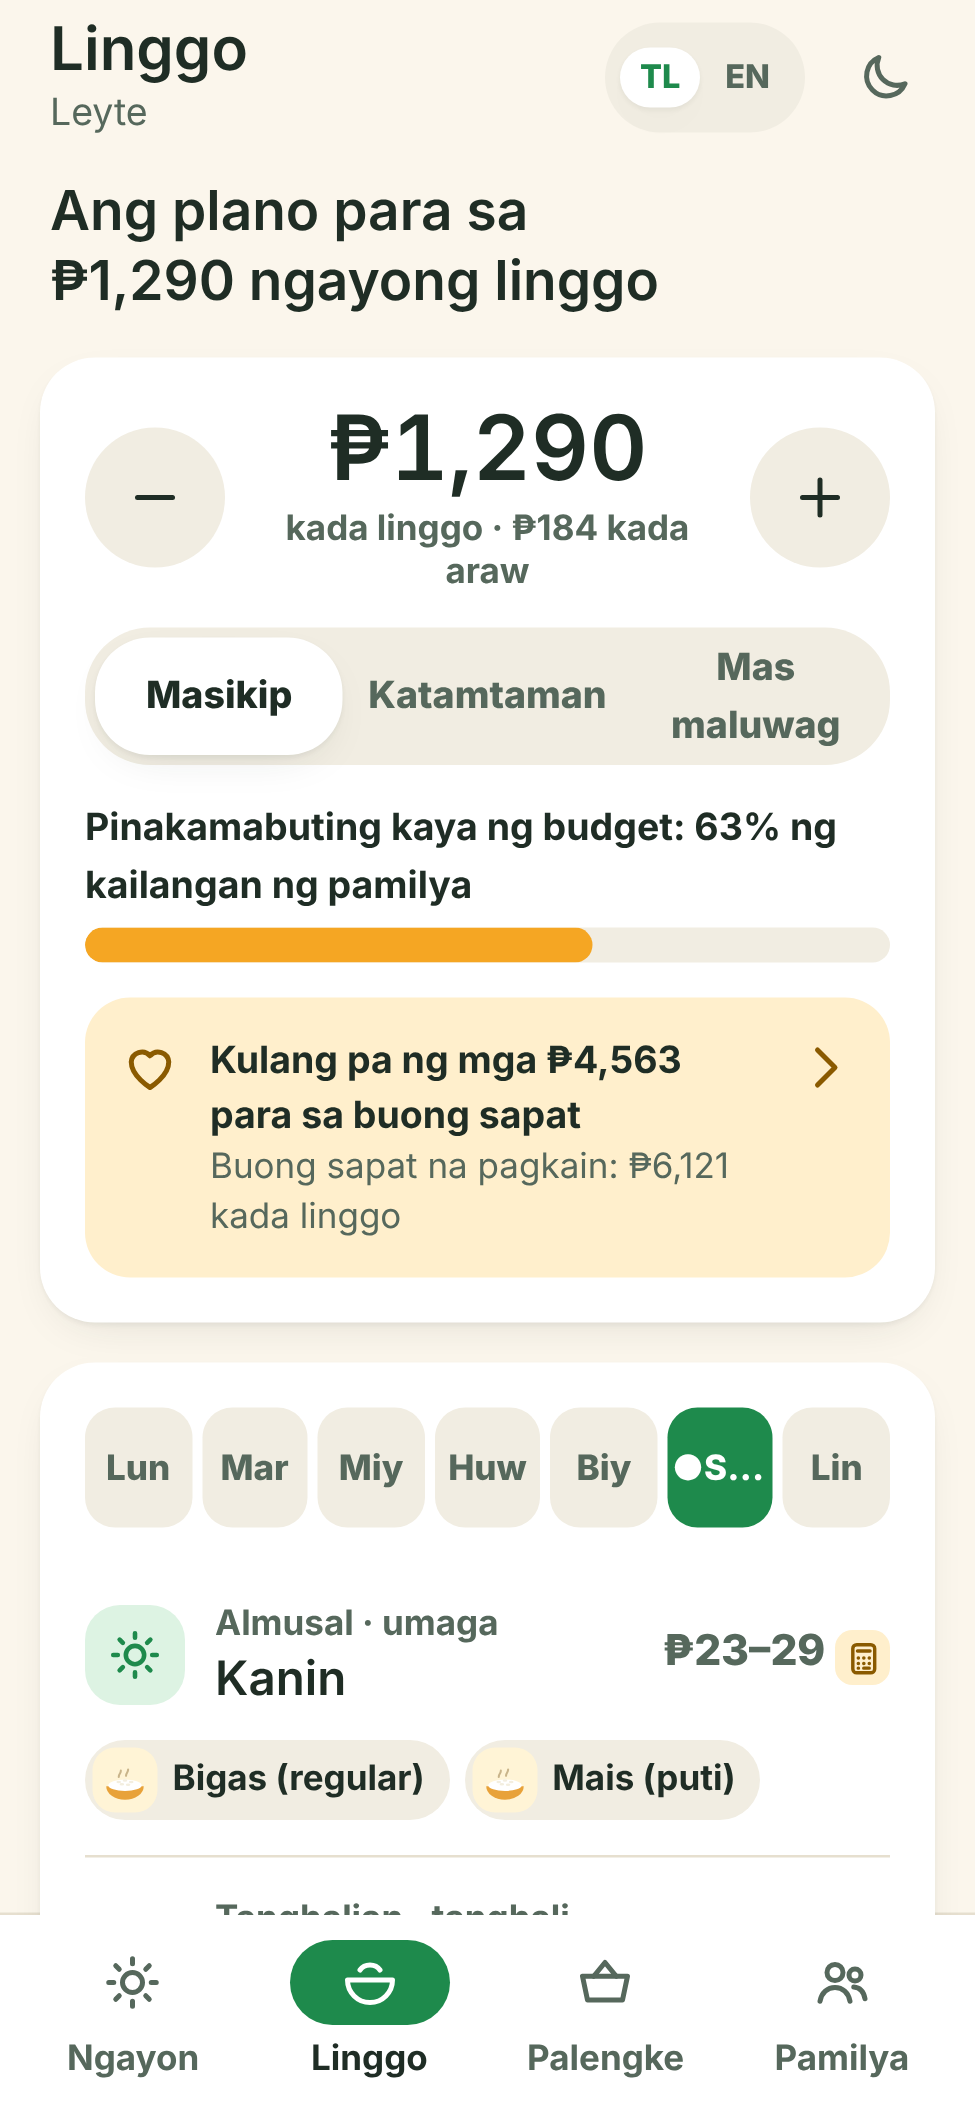 Linggo
TL EN
Leyte
Ang plano para sa
₱1,290 ngayong linggo
₱1,290
kada linggo · ₱184 kada
araw
Masikip
Katamtaman
Mas
maluwag
Pinakamabuting kaya ng budget: 63% ng
kailangan ng pamilya
Kulang pa ng mga ₱4,563
para sa buong sapat
Buong sapat na pagkain: ₱6,121
kada linggo
Lun Mar Miy Huw Biy S... Lin
Almusal · umaga
Kanin
₱23–29
Bigas (regular) Mais (puti)
Tanghalian · tanghali
Ngayon Linggo Palengke Pamilya